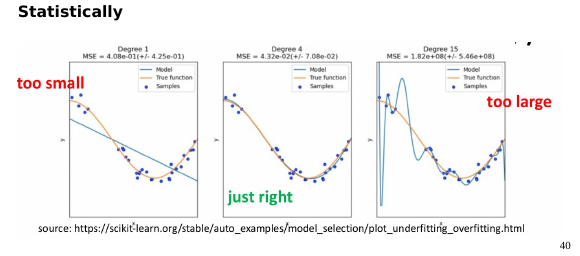 Statistically
Degree 1
MSE = 4.08e-01(+/- 4.25e-01)
Model
True function
Samples
too small
y
x
Degree 4
MSE = 4.32e-02(+/- 7.08e-02)
Model
True function
Samples
just right
y
x
Degree 15
MSE = 1.82e+08(+/- 5.46e+08)
Model
True function
Samples
too large
y
x
source: https://scikit-learn.org/stable/auto_examples/model_selection/plot_underfitting_overfitting.html
40